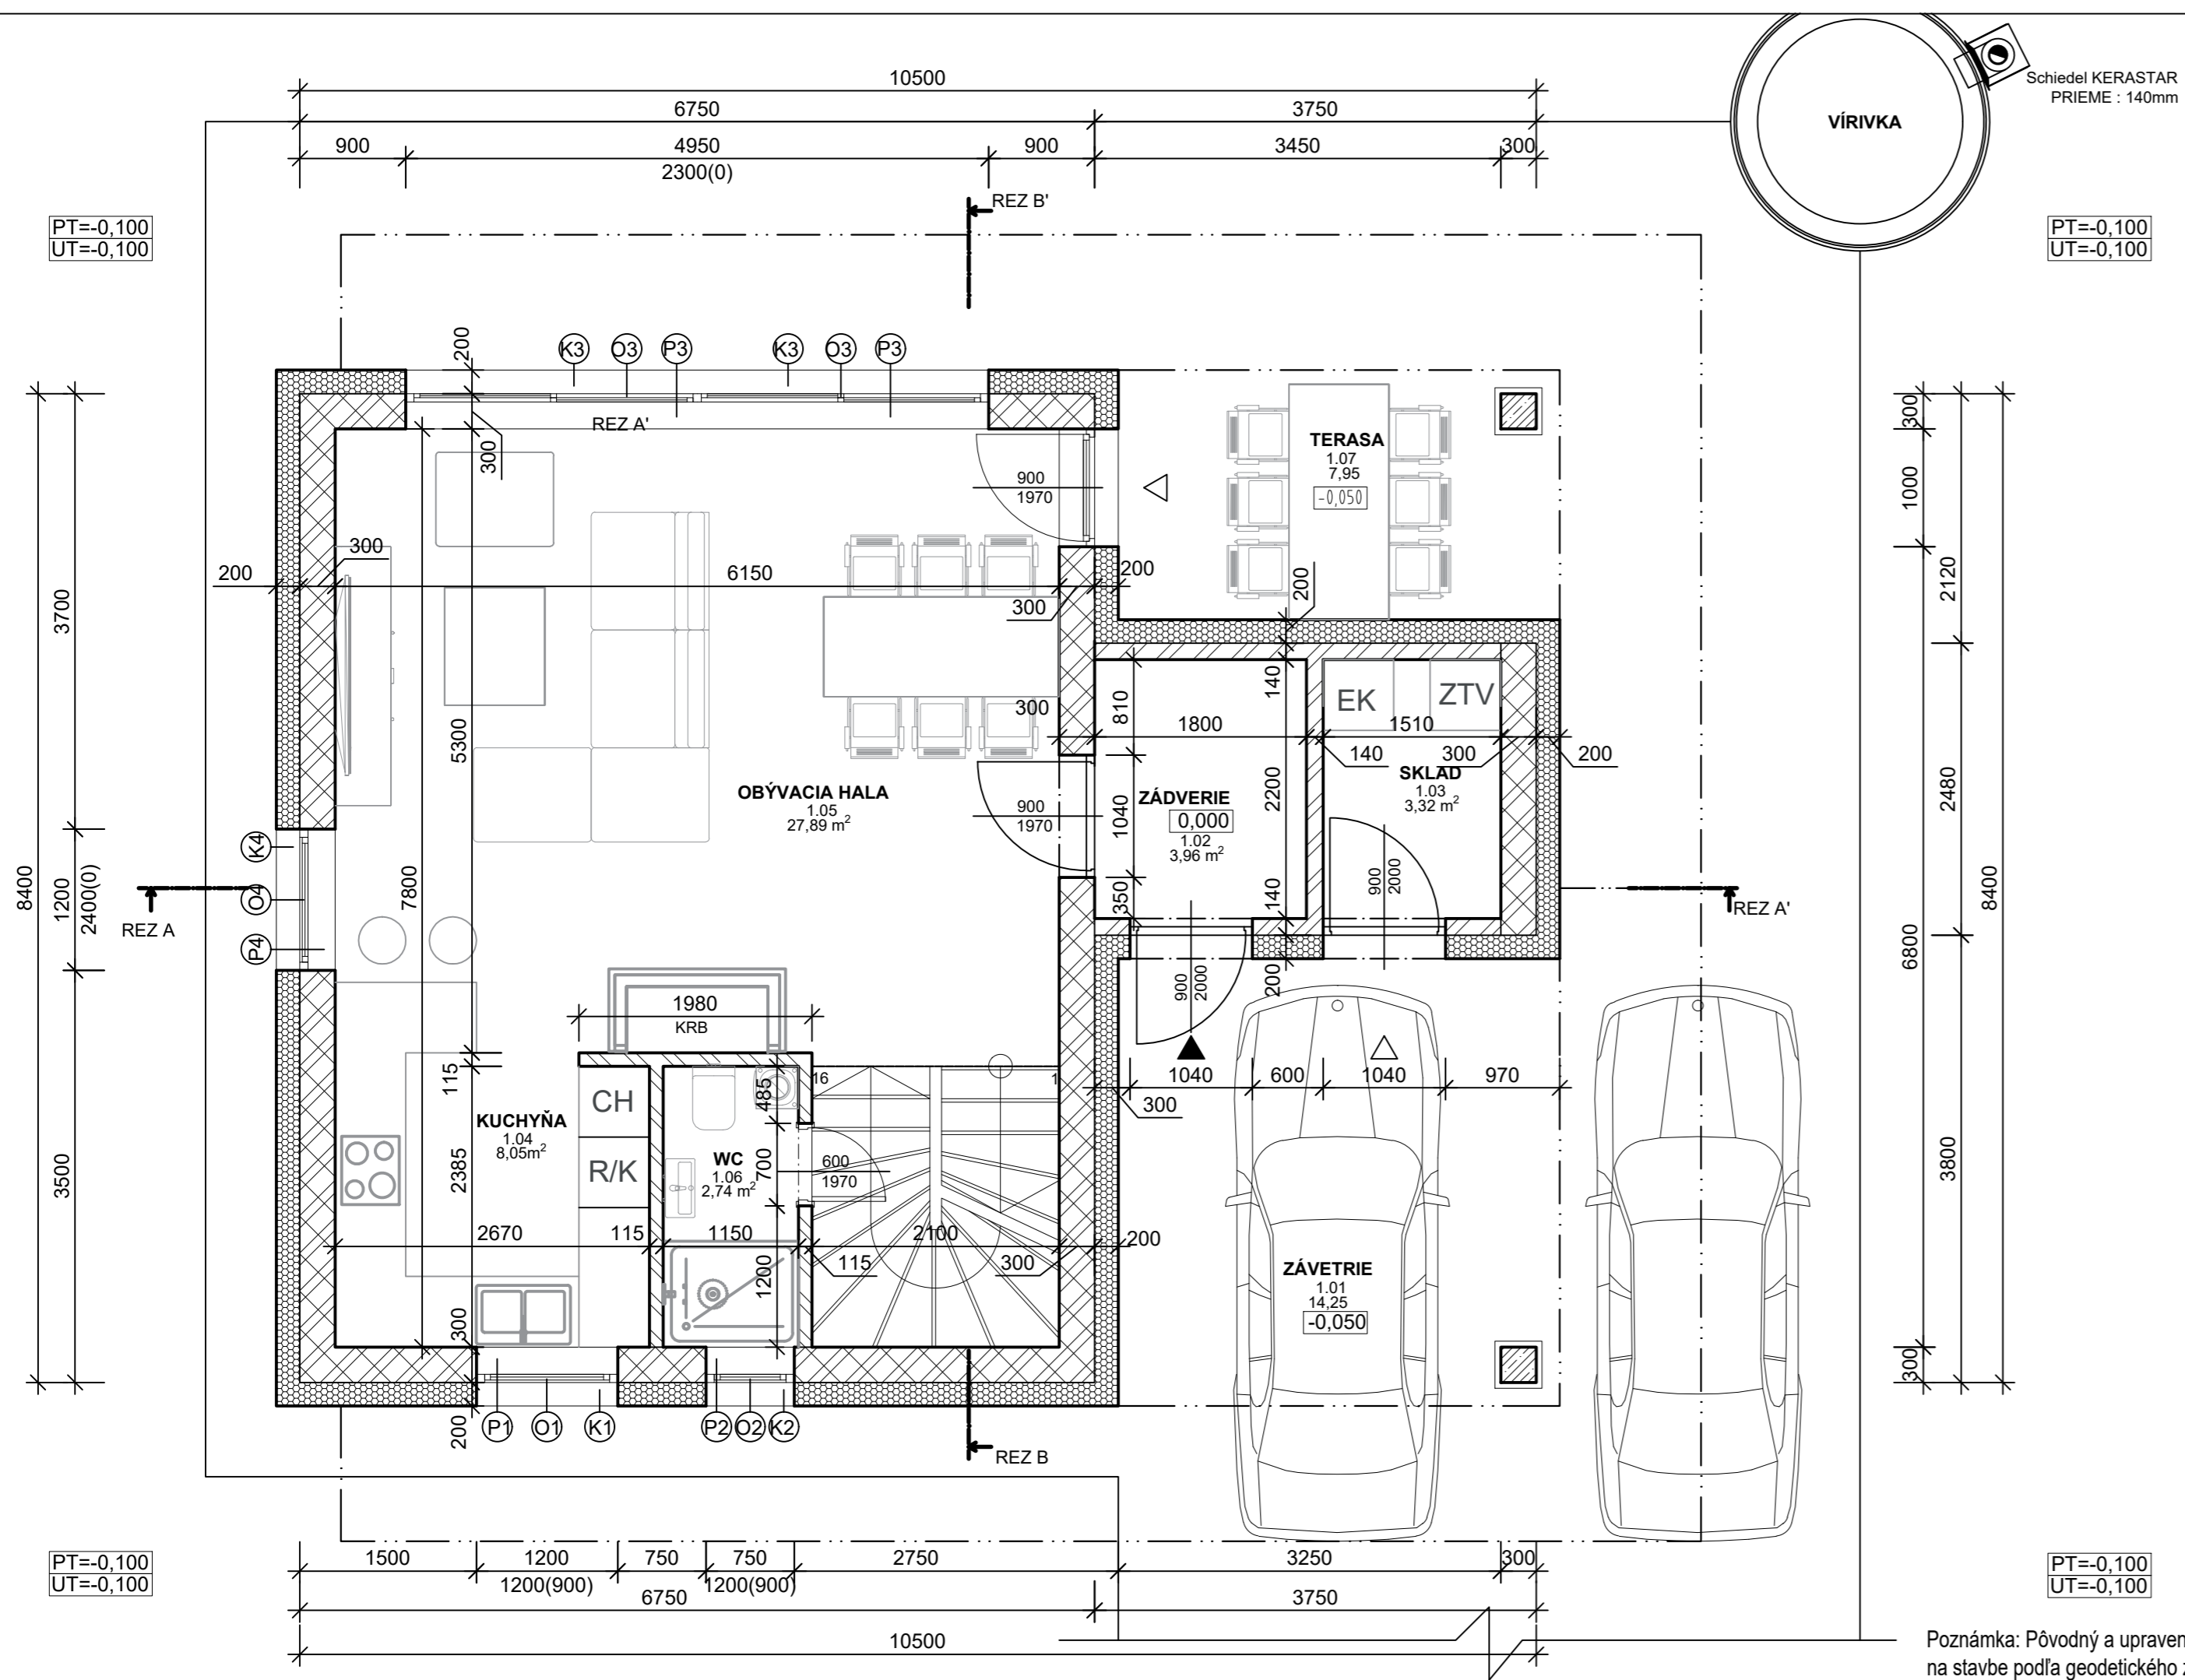 10500
6750
3750
900
4950
900
3450
300
2300(0)
Schiedel KERASTAR
PRIEME : 140mm
VÍRIVKA
REZ B'
PT=-0,100
UT=-0,100
PT=-0,100
UT=-0,100
200
K3
O3
P3
K3
O3
P3
REZ A'
300
900
1970
TERASA
1.07
7,95
-0,050
300
1000
2120
300
200
6150
200
300
200
3700
5300
300
810
1800
140
EK
ZTV
1510
140
300
200
SKLAD
1.03
3,32 m²
OBÝVACIA HALA
1.05
27,89 m²
900
1970
1040
ZÁDVERIE
0,000
1.02
3,96 m²
2200
2480
K4
O4
P4
8400
1200
2400(0)
7800
350
140
900
2000
REZ A
REZ A'
8400
6800
900
2000
200
1980
KRB
115
485
16
1
1040
600
1040
970
300
CH
KUCHYŇA
1.04
8,05m²
R/K
2385
WC
1.06
2,74 m²
700
600
1970
3500
3800
2670
115
1150
2100
200
115
300
1200
ZÁVETRIE
1.01
14,25
-0,050
300
300
200
P1
O1
K1
P2
O2
K2
REZ B
PT=-0,100
UT=-0,100
PT=-0,100
UT=-0,100
1500
1200
750
750
2750
3250
300
1200(900)
1200(900)
6750
3750
10500
Poznámka: Pôvodný a upraven
na stavbe podľa geodetického